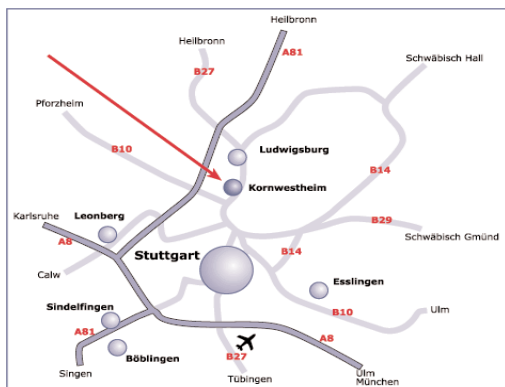 Heilbronn
Heilbronn
A81
B27
Schwäbisch Hall
Pforzheim
B10
Ludwigsburg
B14
Kornwestheim
Karlsruhe
Leonberg
B29
A8
Schwäbisch Gmünd
Stuttgart
B14
Calw
Esslingen
Sindelfingen
B10
Ulm
A81
A8
Böblingen
B27
Singen
Tübingen
Ulm
München